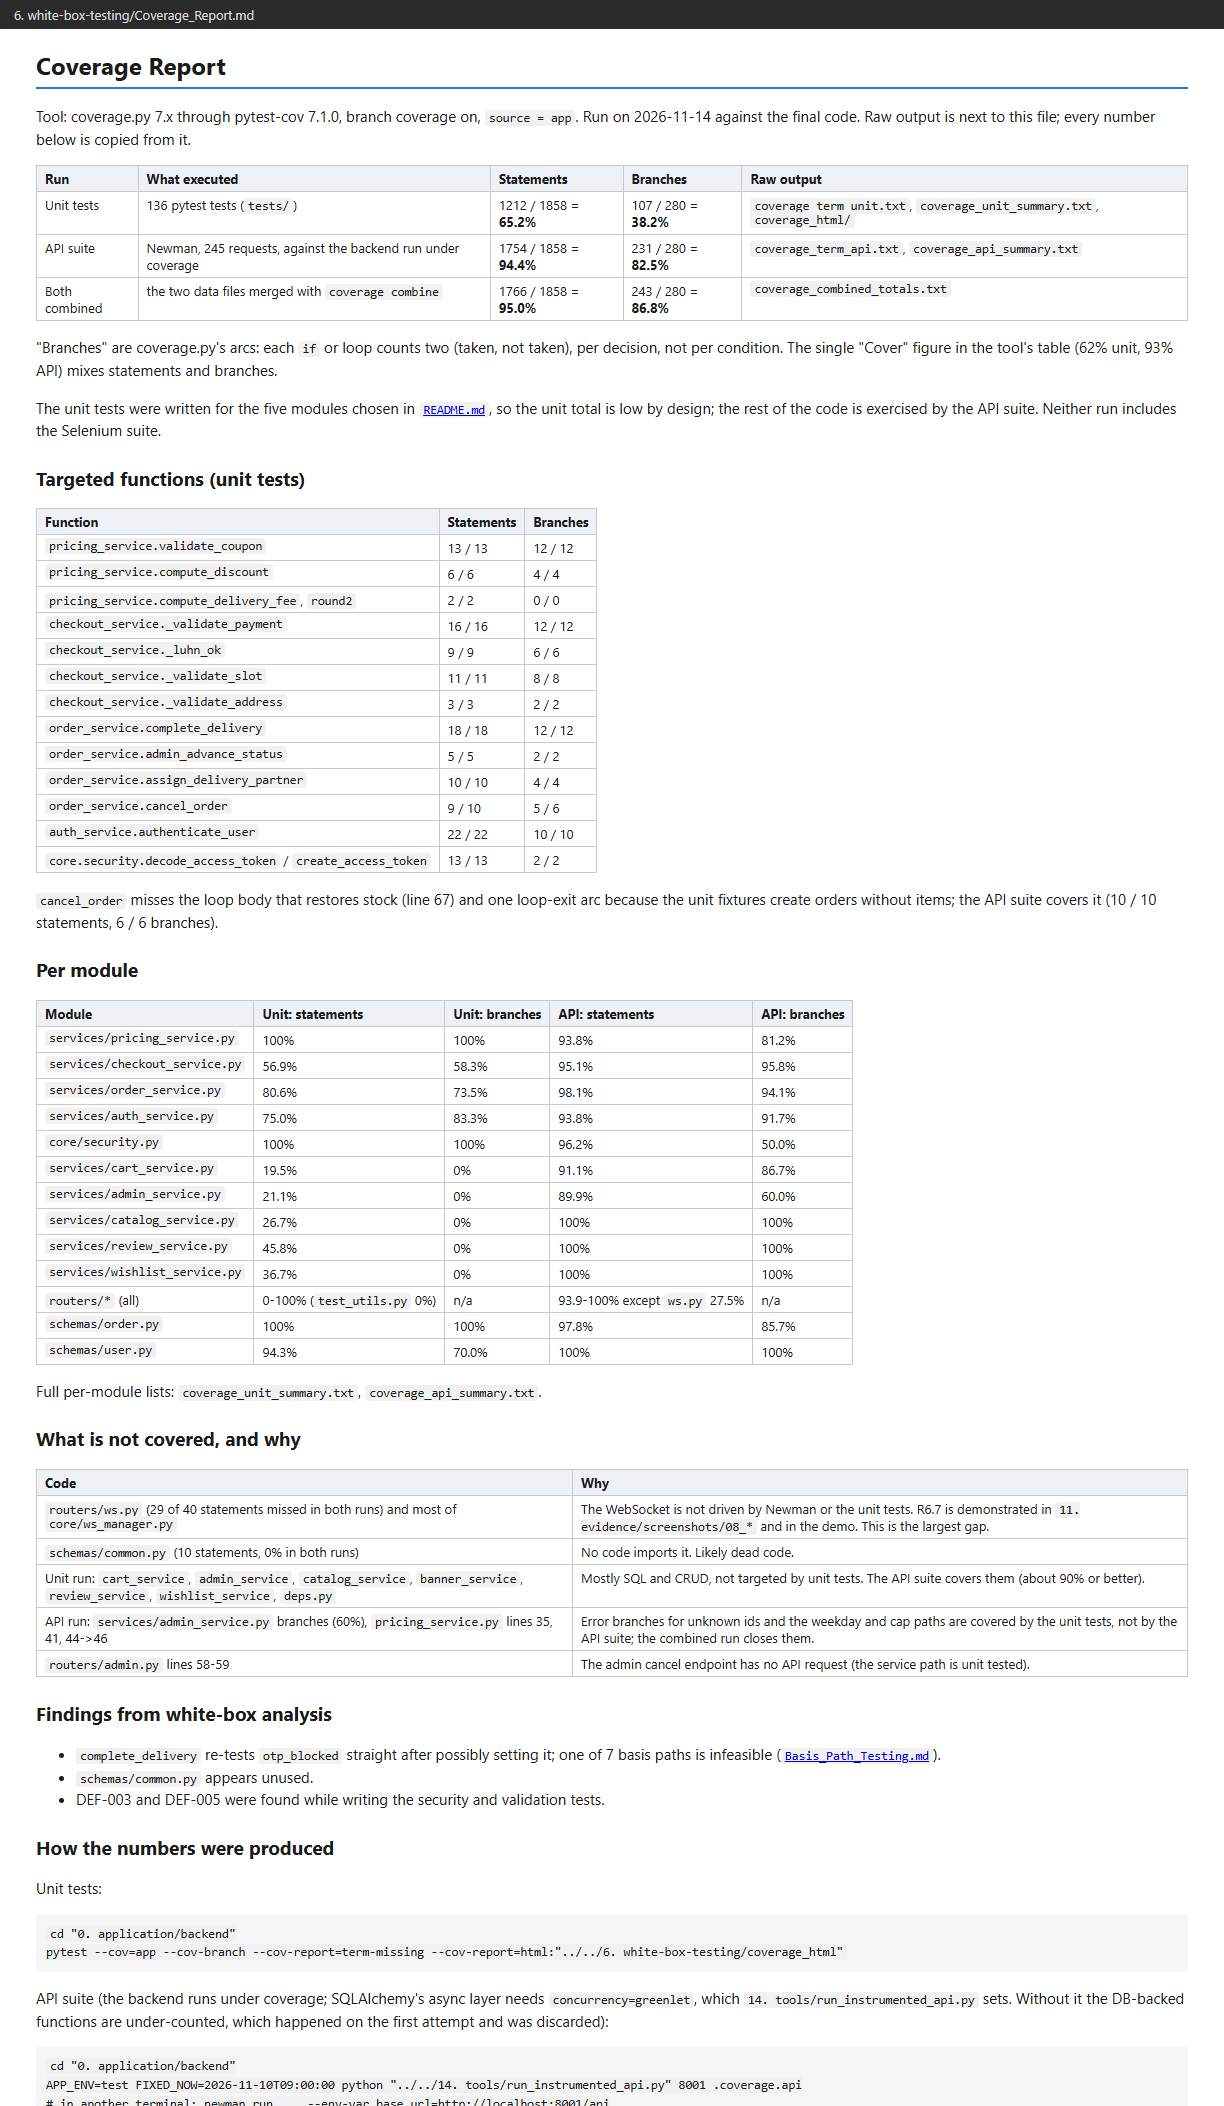 6. white-box-testing/Coverage_Report.md
Coverage Report
Tool: coverage.py 7.x through pytest-cov 7.1.0, branch coverage on, source = app. Run on 2026-11-14 against the final code. Raw output is next to this file; every number
below is copied from it.
Run What executed Statements Branches Raw output
Unit tests 136 pytest tests (tests/) 1212 / 1858 = 65.2% 107 / 280 = 38.2% coverage_term_unit.txt, coverage_unit_summary.txt, coverage_html/
API suite Newman, 245 requests, against the backend run under coverage 1754 / 1858 = 94.4% 231 / 280 = 82.5% coverage_term_api.txt, coverage_api_summary.txt
Both combined the two data files merged with coverage combine 1766 / 1858 = 95.0% 243 / 280 = 86.8% coverage_combined_totals.txt
"Branches" are coverage.py's arcs: each if or loop counts two (taken, not taken), per decision, not per condition. The single "Cover" figure in the tool's table (62% unit, 93%
API) mixes statements and branches.
The unit tests were written for the five modules chosen in README.md, so the unit total is low by design; the rest of the code is exercised by the API suite. Neither run includes
the Selenium suite.
Targeted functions (unit tests)
Function Statements Branches
pricing_service.validate_coupon 13 / 13 12 / 12
pricing_service.compute_discount 6 / 6 4 / 4
pricing_service.compute_delivery_fee, round2 2 / 2 0 / 0
checkout_service._validate_payment 16 / 16 12 / 12
checkout_service._luhn_ok 9 / 9 6 / 6
checkout_service._validate_slot 11 / 11 8 / 8
checkout_service._validate_address 3 / 3 2 / 2
order_service.complete_delivery 18 / 18 12 / 12
order_service.admin_advance_status 5 / 5 2 / 2
order_service.assign_delivery_partner 10 / 10 4 / 4
order_service.cancel_order 9 / 10 5 / 6
auth_service.authenticate_user 22 / 22 10 / 10
core.security.decode_access_token / create_access_token 13 / 13 2 / 2
cancel_order misses the loop body that restores stock (line 67) and one loop-exit arc because the unit fixtures create orders without items; the API suite covers it (10 / 10
statements, 6 / 6 branches).
Per module
Module Unit: statements Unit: branches API: statements API: branches
services/pricing_service.py 100% 100% 93.8% 81.2%
services/checkout_service.py 56.9% 58.3% 95.1% 95.8%
services/order_service.py 80.6% 73.5% 98.1% 94.1%
services/auth_service.py 75.0% 83.3% 93.8% 91.7%
core/security.py 100% 100% 96.2% 50.0%
services/cart_service.py 19.5% 0% 91.1% 86.7%
services/admin_service.py 21.1% 0% 89.9% 60.0%
services/catalog_service.py 26.7% 0% 100% 100%
services/review_service.py 45.8% 0% 100% 100%
services/wishlist_service.py 36.7% 0% 100% 100%
routers/* (all) 0-100% (test_utils.py 0%) n/a 93.9-100% except ws.py 27.5% n/a
schemas/order.py 100% 100% 97.8% 85.7%
schemas/user.py 94.3% 70.0% 100% 100%
Full per-module lists: coverage_unit_summary.txt, coverage_api_summary.txt.
What is not covered, and why
Code Why
routers/ws.py (29 of 40 statements missed in both runs) and most of core/ws_manager.py The WebSocket is not driven by Newman or the unit tests. R6.7 is demonstrated in 11. evidence/screenshots/08_* and in the demo. This is the largest gap.
schemas/common.py (10 statements, 0% in both runs) No code imports it. Likely dead code.
Unit run: cart_service, admin_service, catalog_service, banner_service, review_service, wishlist_service, deps.py Mostly SQL and CRUD, not targeted by unit tests. The API suite covers them (about 90% or better).
API run: services/admin_service.py branches (60%), pricing_service.py lines 35, 41, 44->46 Error branches for unknown ids and the weekday and cap paths are covered by the unit tests, not by the API suite; the combined run closes them.
routers/admin.py lines 58-59 The admin cancel endpoint has no API request (the service path is unit tested).
Findings from white-box analysis
• complete_delivery re-tests otp_blocked straight after possibly setting it; one of 7 basis paths is infeasible (Basis_Path_Testing.md).
• schemas/common.py appears unused.
• DEF-003 and DEF-005 were found while writing the security and validation tests.
How the numbers were produced
Unit tests:
cd "0. application/backend"
pytest --cov=app --cov-branch --cov-report=term-missing --cov-report=html:"../../6. white-box-testing/coverage_html"
API suite (the backend runs under coverage; SQLAlchemy's async layer needs concurrency=greenlet, which 14. tools/run_instrumented_api.py sets. Without it the DB-backed
functions are under-counted, which happened on the first attempt and was discarded):
cd "0. application/backend"
APP_ENV=test FIXED_NOW=2026-11-10T09:00:00 python "../../14. tools/run_instrumented_api.py" 8001 .coverage.api
# in another terminal: newman run ... --env-var base_url=http://localhost:8001/api